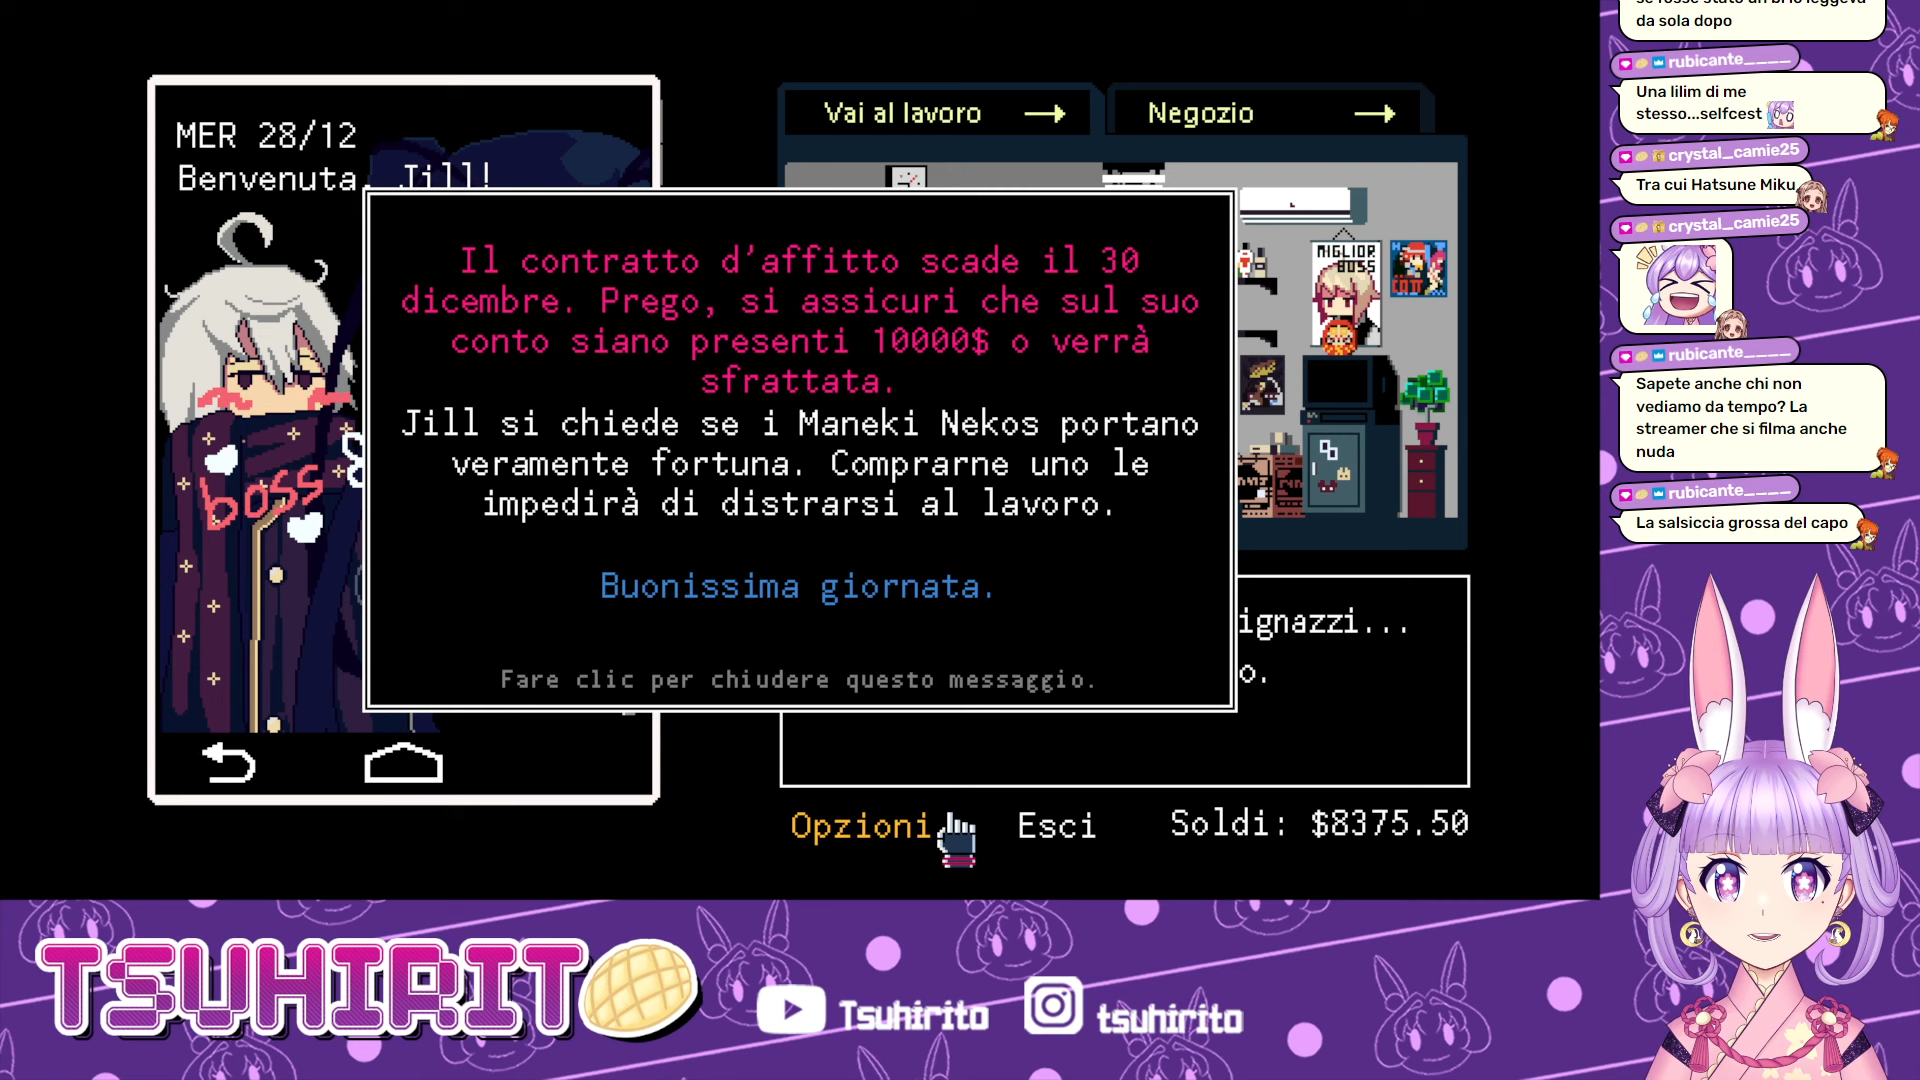 MER 28/12
Benvenuta, Jill!
Vai al lavoro
Negozio
Il contratto d'affitto scade il 30
dicembre. Prego, si assicuri che sul suo
conto siano presenti 10000$ o verrà
sfrattata.
Jill si chiede se i Maneki Nekos portano
veramente fortuna. Comprarne uno le
impedirà di distrarsi al lavoro.
Buonissima giornata.
Fare clic per chiudere questo messaggio.
MIGLIOR
BOSS
boss
ignazzi...
o.
Opzioni
Esci
Soldi: $8375.50
da sola dopo
rubicante____
Una lilim di me
stesso...selfcest
crystal_camie25
Tra cui Hatsune Miku
crystal_camie25
rubicante____
Sapete anche chi non
vediamo da tempo? La
streamer che si filma anche
nuda
rubicante____
La salsiccia grossa del capo
TSUHIRITO
Tsuhirito
tsuhirito